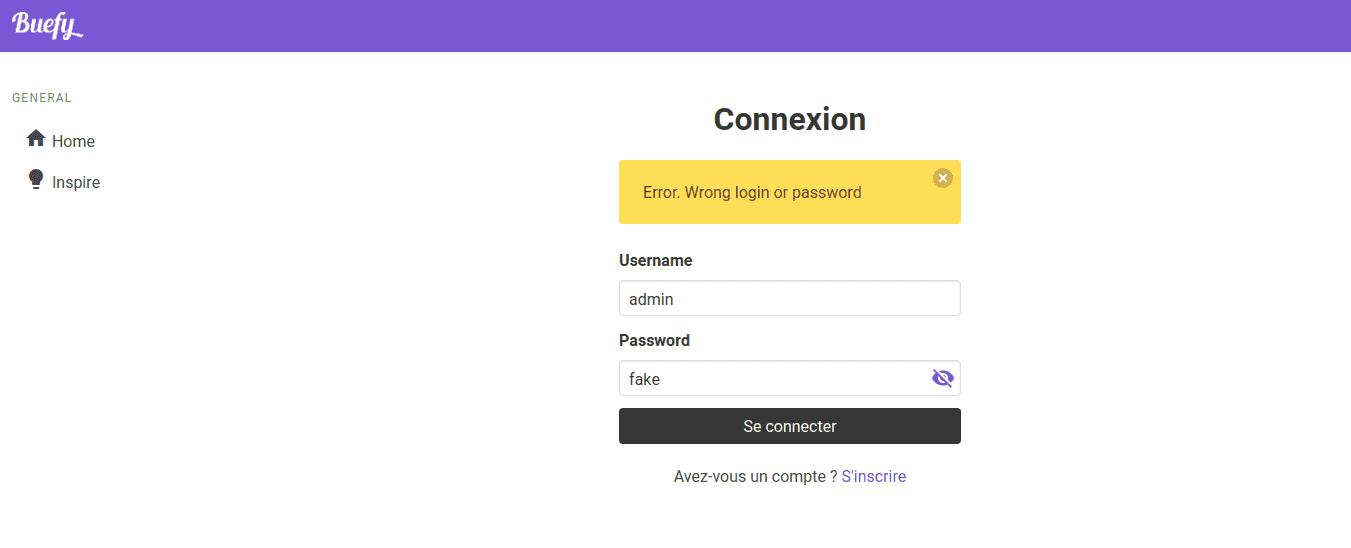 Buefy
GENERAL
Home
Inspire
Connexion
Error. Wrong login or password
Username
admin
Password
fake
Se connecter
Avez-vous un compte ? S'inscrire